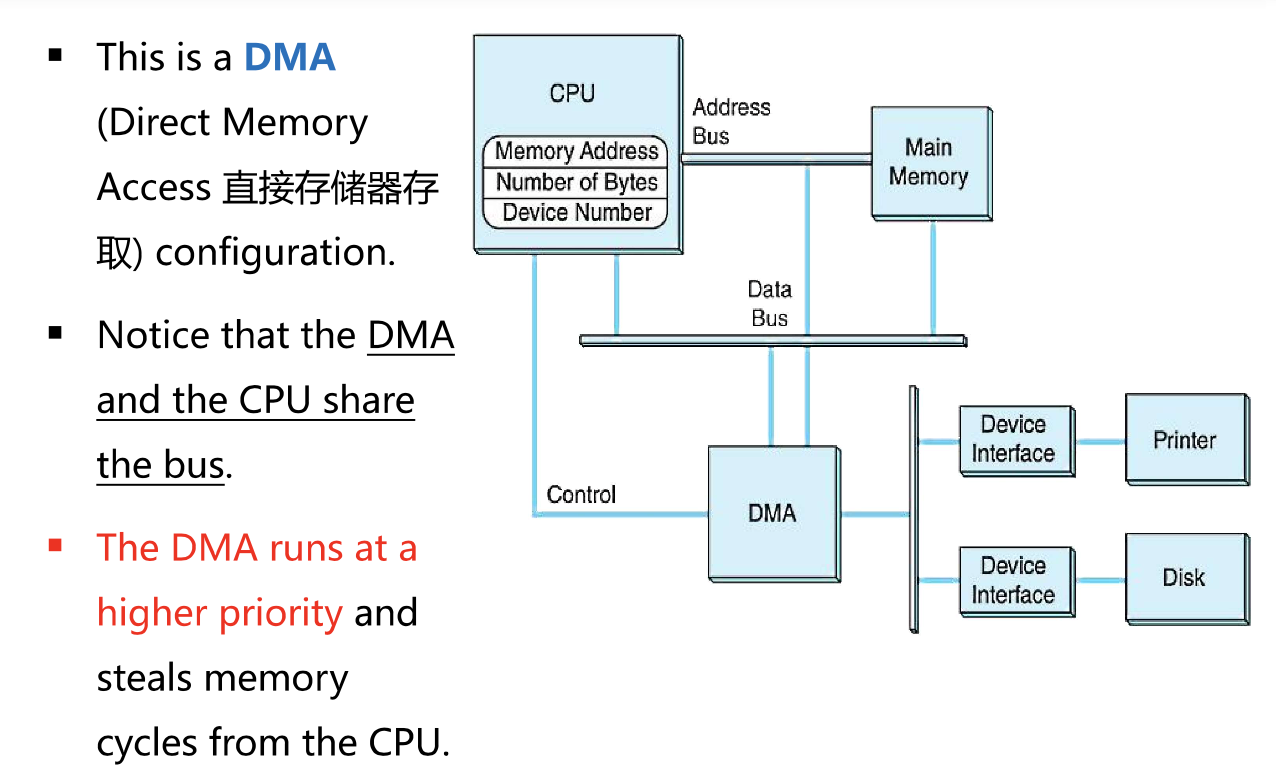 ▪ This is a DMA
(Direct Memory
Access 直接存储器存
取) configuration.
▪ Notice that the DMA
and the CPU share
the bus.
▪ The DMA runs at a
higher priority and
steals memory
cycles from the CPU.
CPU
Memory Address
Number of Bytes
Device Number
Address
Bus
Main
Memory
Data
Bus
Control
DMA
Device
Interface
Printer
Device
Interface
Disk